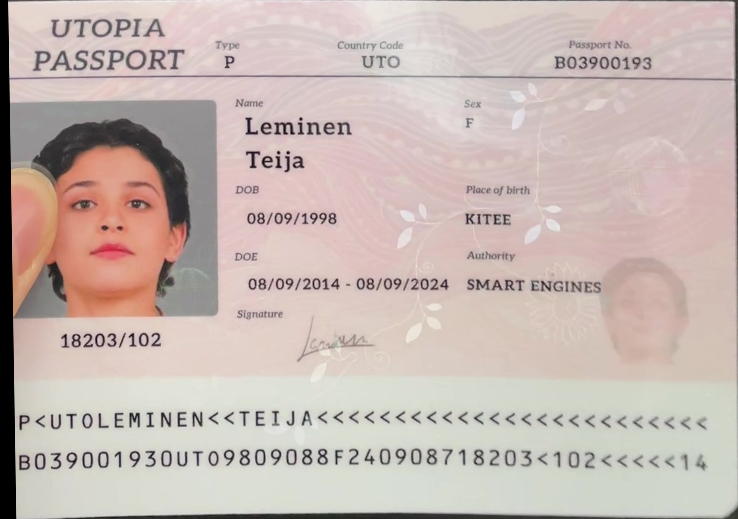 UTOPIA
PASSPORT
Type
P
Country Code
UTO
Passport No.
B03900193
Name
Leminen
Teija
Sex
F
DOB
08/09/1998
Place of birth
KITEE
DOE
08/09/2014 - 08/09/2024
Authority
SMART ENGINES
Signature
18203/102
P<UTOLEMINEN<<TEIJA<<<<<<<<<<<<<<<<<<<<<<<<<
B039001930UTO9809088F240908718203<102<<<<<14